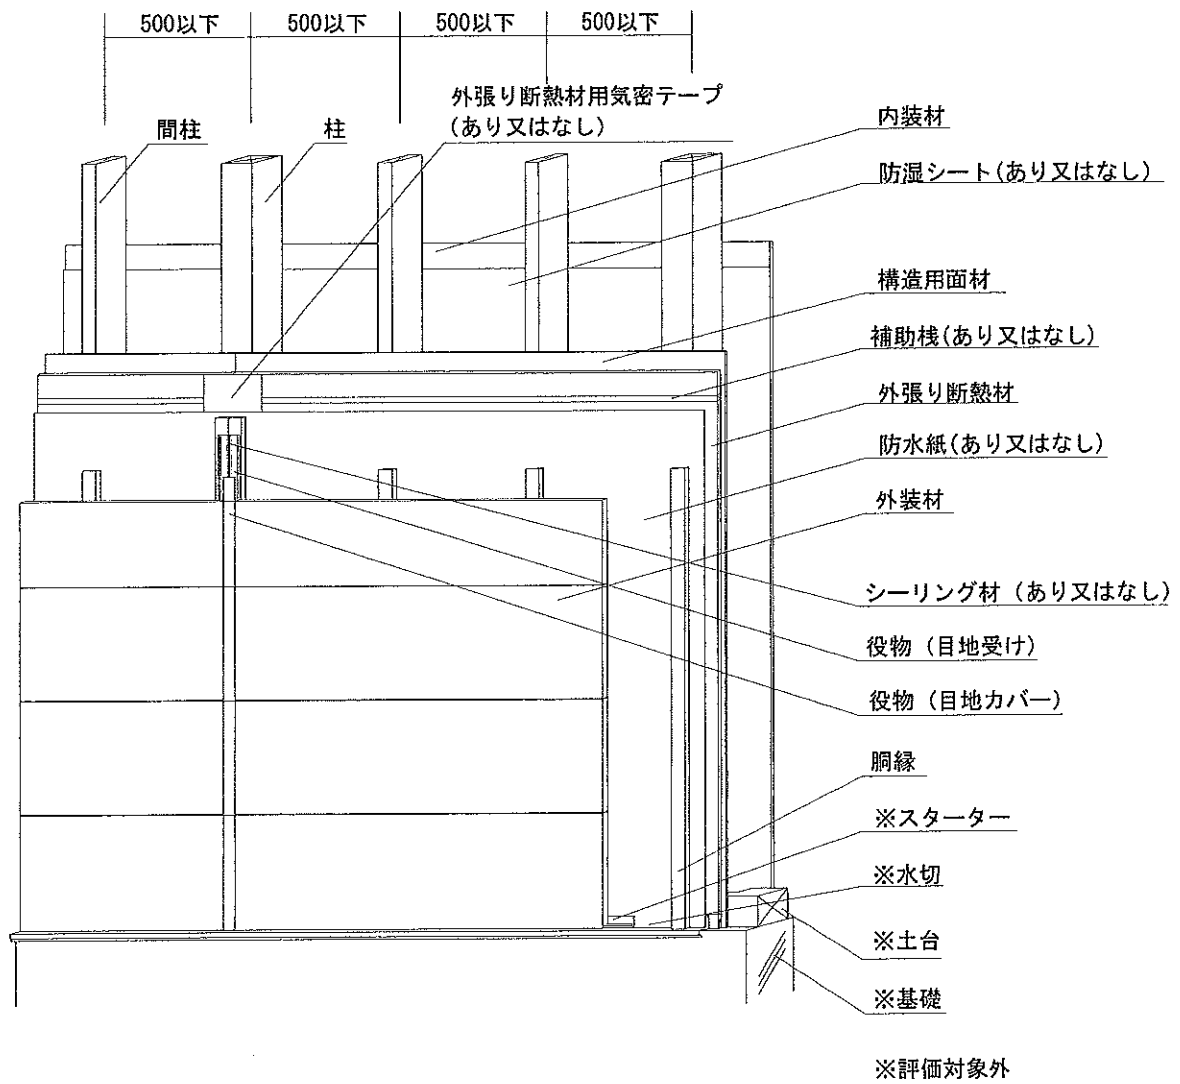 500以下 500以下 500以下 500以下
外張り断熱材用気密テープ
(あり又はなし)
間柱
柱
内装材
防湿シート(あり又はなし)
構造用面材
補助桟(あり又はなし)
外張り断熱材
防水紙(あり又はなし)
外装材
シーリング材（あり又はなし)
役物（目地受け)
役物（目地カバー)
胴縁
※スターター
※水切
※土台
※基礎
※評価対象外